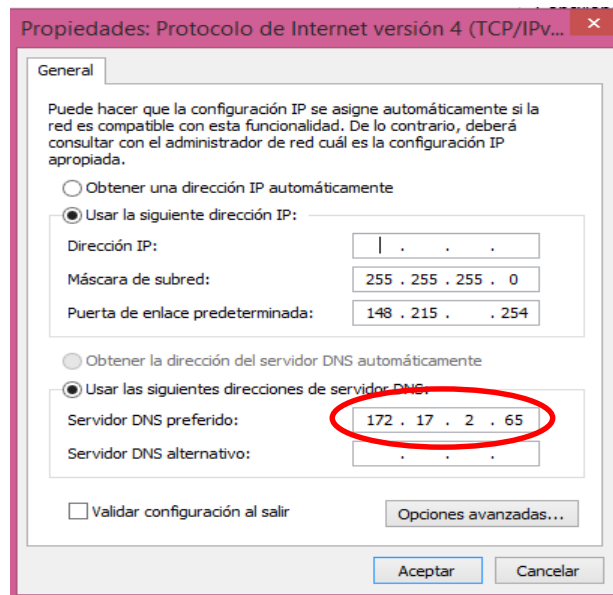 Propiedades: Protocolo de Internet versión 4 (TCP/IPv...
General
Puede hacer que la configuración IP se asigne automáticamente si la
red es compatible con esta funcionalidad. De lo contrario, deberá
consultar con el administrador de red cuál es la configuración IP
apropiada.
Obtener una dirección IP automáticamente
Usar la siguiente dirección IP:
Dirección IP: . . .
Máscara de subred: 255 . 255 . 255 . 0
Puerta de enlace predeterminada: 148 . 215 . . 254
Obtener la dirección del servidor DNS automáticamente
Usar las siguientes direcciones de servidor DNS:
Servidor DNS preferido: 172 . 17 . 2 . 65
Servidor DNS alternativo: . . .
Validar configuración al salir
Opciones avanzadas...
Aceptar Cancelar